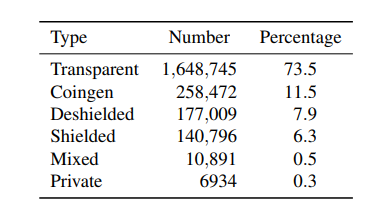 Type Number Percentage
Transparent 1,648,745 73.5
Coingen 258,472 11.5
Deshielded 177,009 7.9
Shielded 140,796 6.3
Mixed 10,891 0.5
Private 6934 0.3